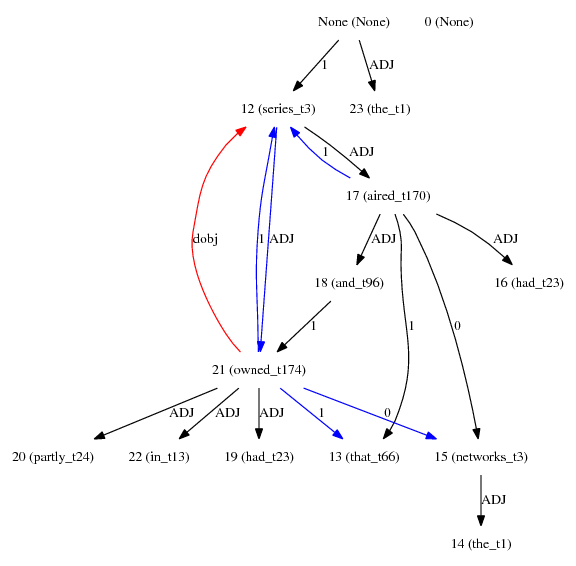 None (None) 0 (None)
1 ADJ
12 (series_t3) 23 (the_t1)
1 ADJ
17 (aired_t170)
dobj 1 ADJ ADJ ADJ
18 (and_t96) 16 (had_t23)
1 1 0
21 (owned_t174)
ADJ ADJ ADJ 1 0
20 (partly_t24) 22 (in_t13) 19 (had_t23) 13 (that_t66) 15 (networks_t3)
ADJ
14 (the_t1)